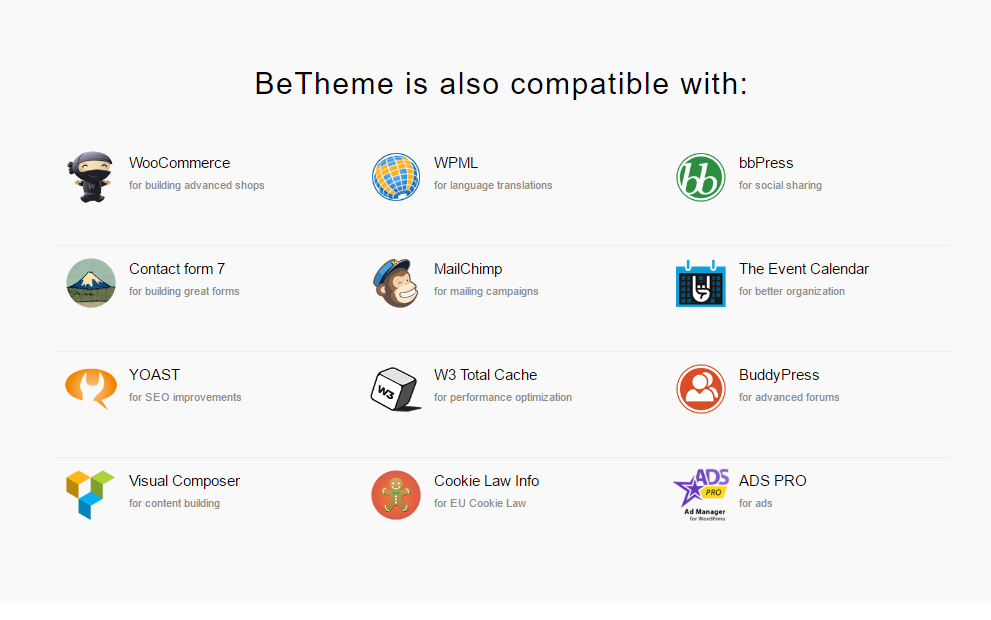 BeTheme is also compatible with:
WooCommerce
for building advanced shops
WPML
for language translations
bbPress
for social sharing
Contact form 7
for building great forms
MailChimp
for mailing campaigns
The Event Calendar
for better organization
YOAST
for SEO improvements
W3
W3 Total Cache
for performance optimization
BuddyPress
for advanced forums
Visual Composer
for content building
Cookie Law Info
for EU Cookie Law
ADS
PRO
Ad Manager
for WordPress
ADS PRO
for ads
W
bb